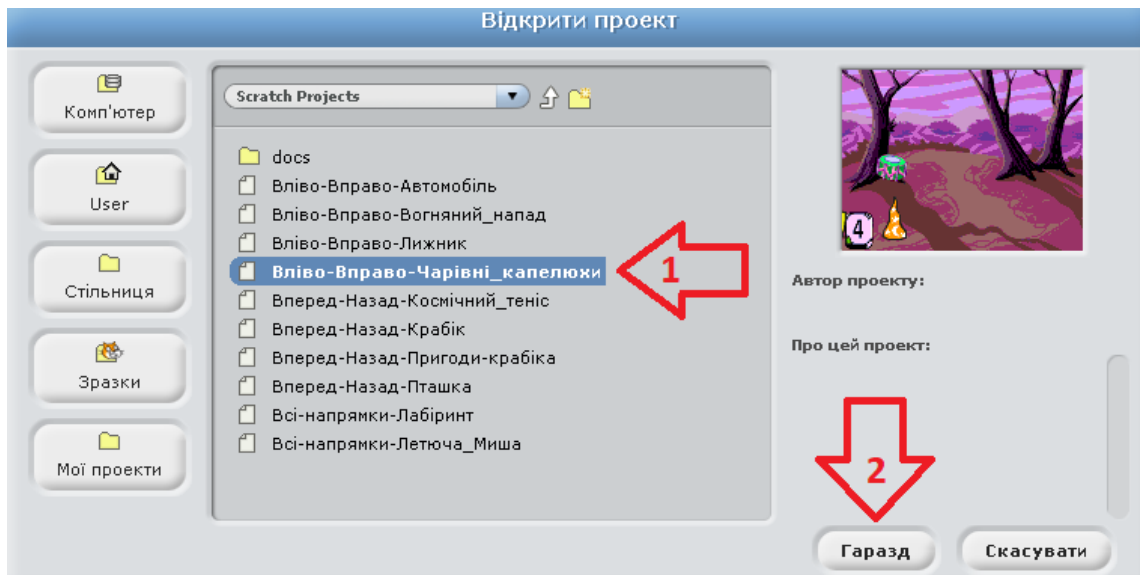 Відкрити проект
Комп'ютер
User
Стільниця
Зразки
Мої проекти
Scratch Projects
docs
Вліво-Вправо-Автомобіль
Вліво-Вправо-Вогняний_напад
Вліво-Вправо-Лижник
Вліво-Вправо-Чарівні_капелюхи
Вперед-Назад-Космічний_теніс
Вперед-Назад-Крабік
Вперед-Назад-Пригоди-крабіка
Вперед-Назад-Пташка
Всі-напрямки-Лабіринт
Всі-напрямки-Летюча_Миша
1
4
Автор проекту:
Про цей проект:
2
Гаразд
Скасувати